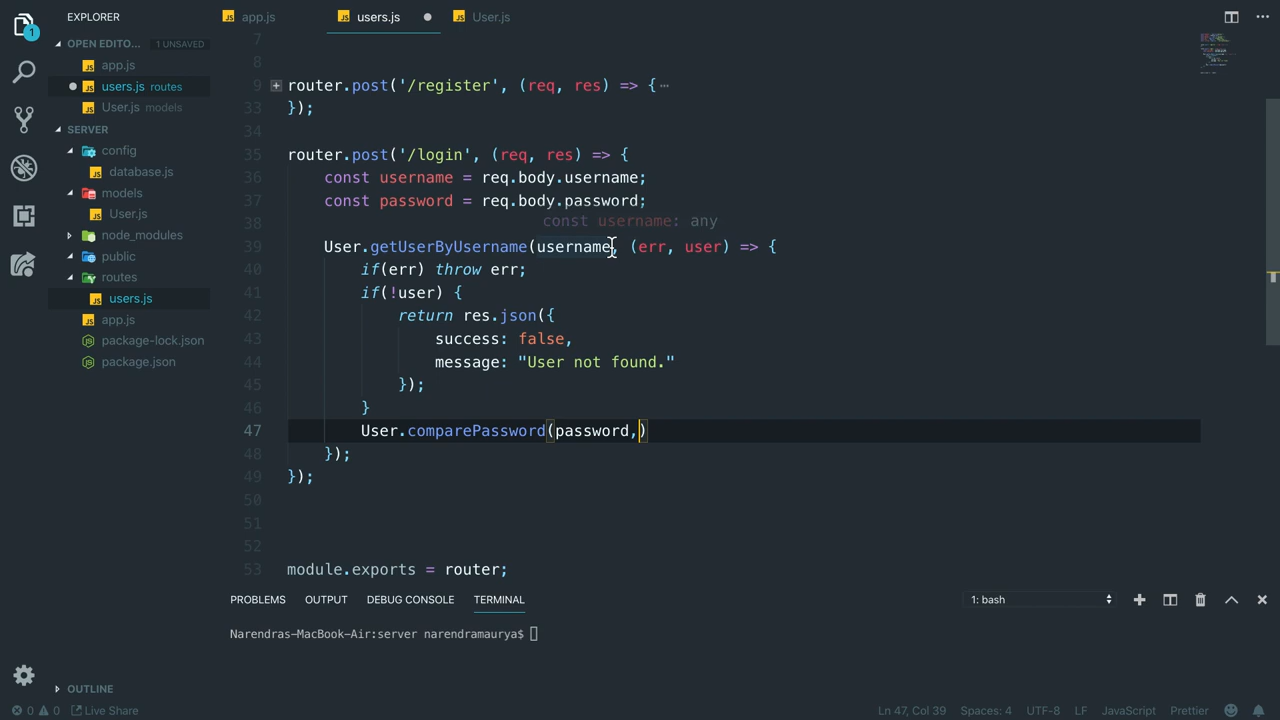 EXPLORER
app.js
users.js
User.js
OPEN EDITO... 1 UNSAVED
app.js
users.js routes
User.js models
SERVER
config
database.js
models
User.js
node_modules
public
routes
users.js
app.js
package-lock.json
package.json
OUTLINE
7
8
9 router.post('/register', (req, res) => {⋯
33 });
34
35 router.post('/login', (req, res) => {
36 const username = req.body.username;
37 const password = req.body.password;
const username: any
38
39 User.getUserByUsername(username, (err, user) => {
40 if(err) throw err;
41 if(!user) {
42 return res.json({
43 success: false,
44 message: "User not found."
45 });
46 }
47 User.comparePassword(password,)
48 });
49 });
50
51
52
53 module.exports = router;
PROBLEMS OUTPUT DEBUG CONSOLE TERMINAL 1: bash
Narendras-MacBook-Air:server narendramaurya$
1
0 0 Live Share Ln 47, Col 39 Spaces: 4 UTF-8 LF JavaScript Prettier